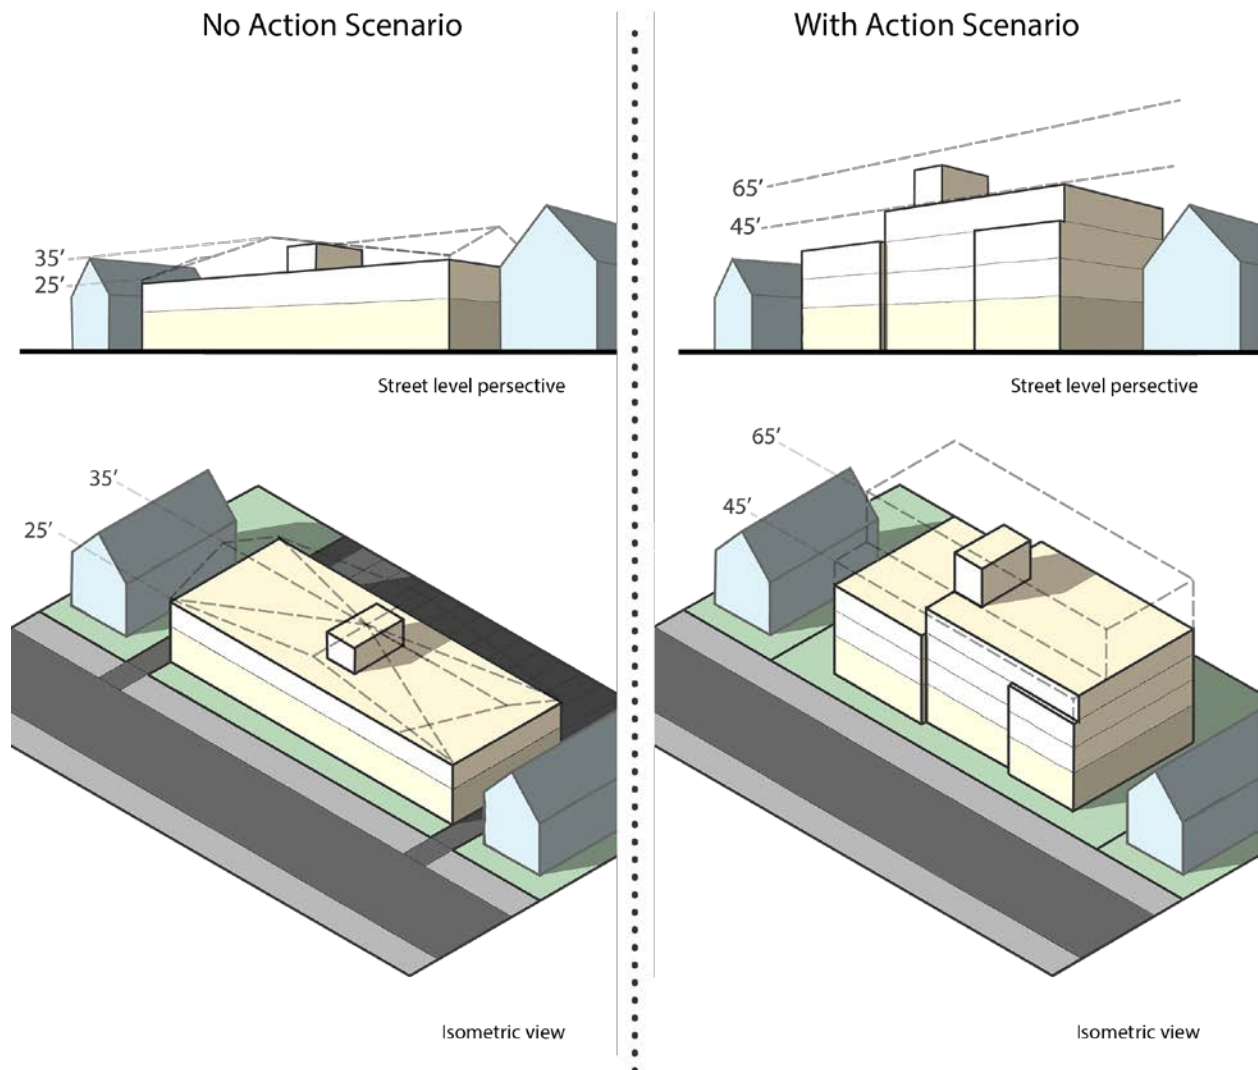 No Action Scenario
With Action Scenario
35’
25’
65’
45’
Street level persective
Street level persective
35’
25’
65’
45’
Isometric view
Isometric view